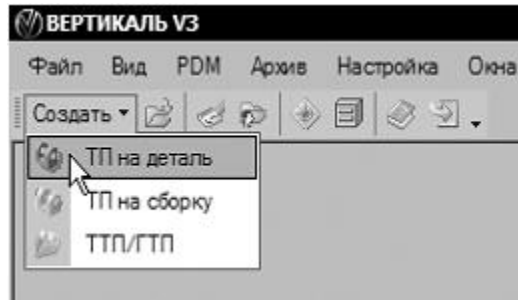 ВЕРТИКАЛЬ V3
Файл Вид PDM Архив Настройка Окна
Создать
ТП на деталь
ТП на сборку
ТТП/ГТП